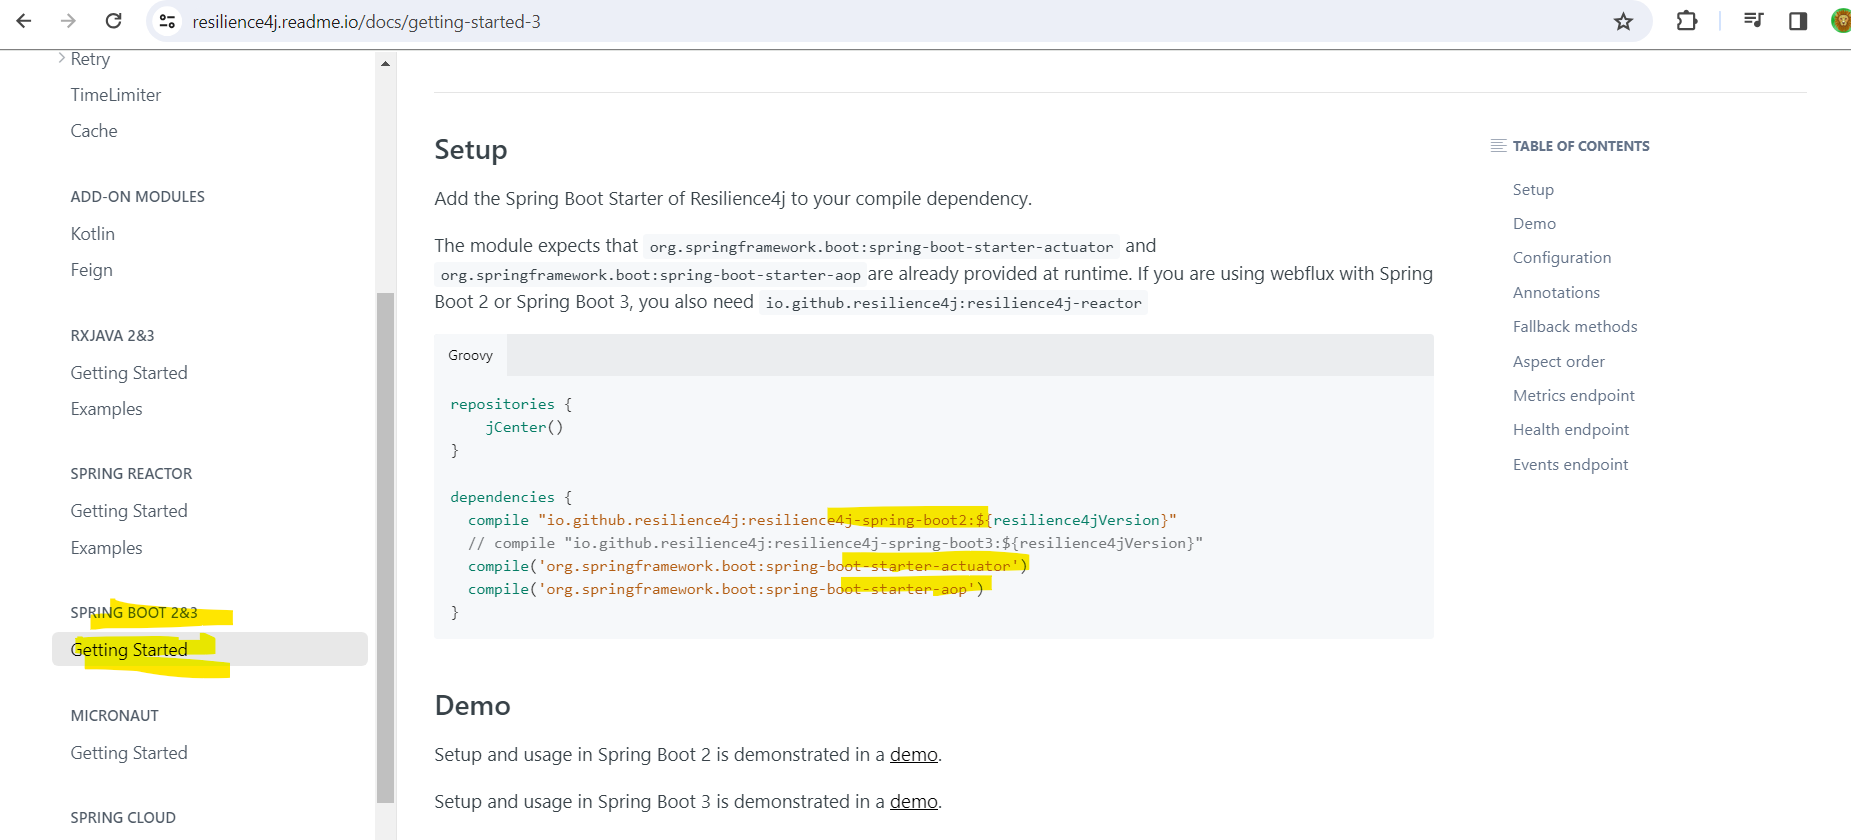 resilience4j.readme.io/docs/getting-started-3
Retry
TimeLimiter
Cache
ADD-ON MODULES
Kotlin
Feign
RXJAVA 2&3
Getting Started
Examples
SPRING REACTOR
Getting Started
Examples
SPRING BOOT 2&3
Getting Started
MICRONAUT
Getting Started
SPRING CLOUD
Setup
Add the Spring Boot Starter of Resilience4j to your compile dependency.
The module expects that org.springframework.boot:spring-boot-starter-actuator and
org.springframework.boot:spring-boot-starter-aop are already provided at runtime. If you are using webflux with Spring
Boot 2 or Spring Boot 3, you also need io.github.resilience4j:resilience4j-reactor
Groovy
repositories {
    jCenter()
}
dependencies {
  compile "io.github.resilience4j:resilience4j-spring-boot2:${resilience4jVersion}"
  // compile "io.github.resilience4j:resilience4j-spring-boot3:${resilience4jVersion}"
  compile('org.springframework.boot:spring-boot-starter-actuator')
  compile('org.springframework.boot:spring-boot-starter-aop')
}
Demo
Setup and usage in Spring Boot 2 is demonstrated in a demo.
Setup and usage in Spring Boot 3 is demonstrated in a demo.
TABLE OF CONTENTS
Setup
Demo
Configuration
Annotations
Fallback methods
Aspect order
Metrics endpoint
Health endpoint
Events endpoint